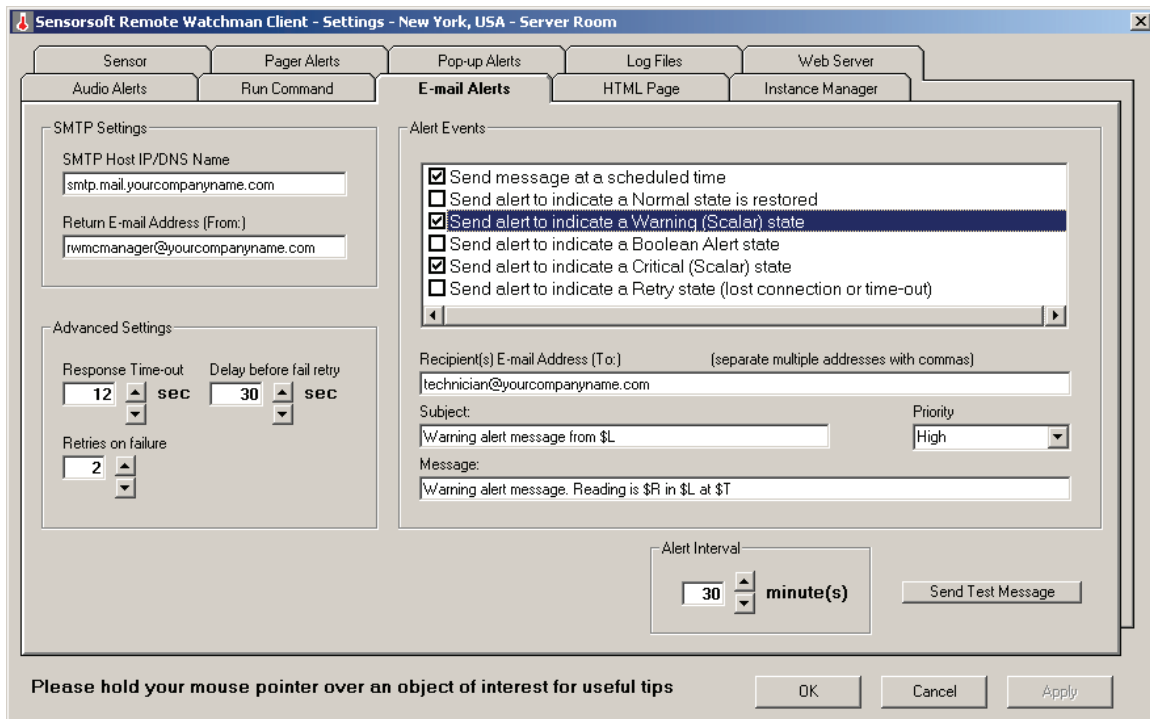 Sensorsoft Remote Watchman Client - Settings - New York, USA - Server Room
Sensor
Pager Alerts
Pop-up Alerts
Log Files
Web Server
Audio Alerts
Run Command
E-mail Alerts
HTML Page
Instance Manager
SMTP Settings
SMTP Host IP/DNS Name
smtp.mail.yourcompanyname.com
Return E-mail Address (From:)
rwmcmanager@yourcompanyname.com
Advanced Settings
Response Time-out
12 sec
Delay before fail retry
30 sec
Retries on failure
2
Alert Events
Send message at a scheduled time
Send alert to indicate a Normal state is restored
Send alert to indicate a Warning (Scalar) state
Send alert to indicate a Boolean Alert state
Send alert to indicate a Critical (Scalar) state
Send alert to indicate a Retry state (lost connection or time-out)
Recipient(s) E-mail Address (To:) (separate multiple addresses with commas)
technician@yourcompanyname.com
Subject:
Warning alert message from $L
Priority
High
Message:
Warning alert message. Reading is $R in $L at $T
Alert Interval
30 minute(s)
Send Test Message
Please hold your mouse pointer over an object of interest for useful tips
OK
Cancel
Apply